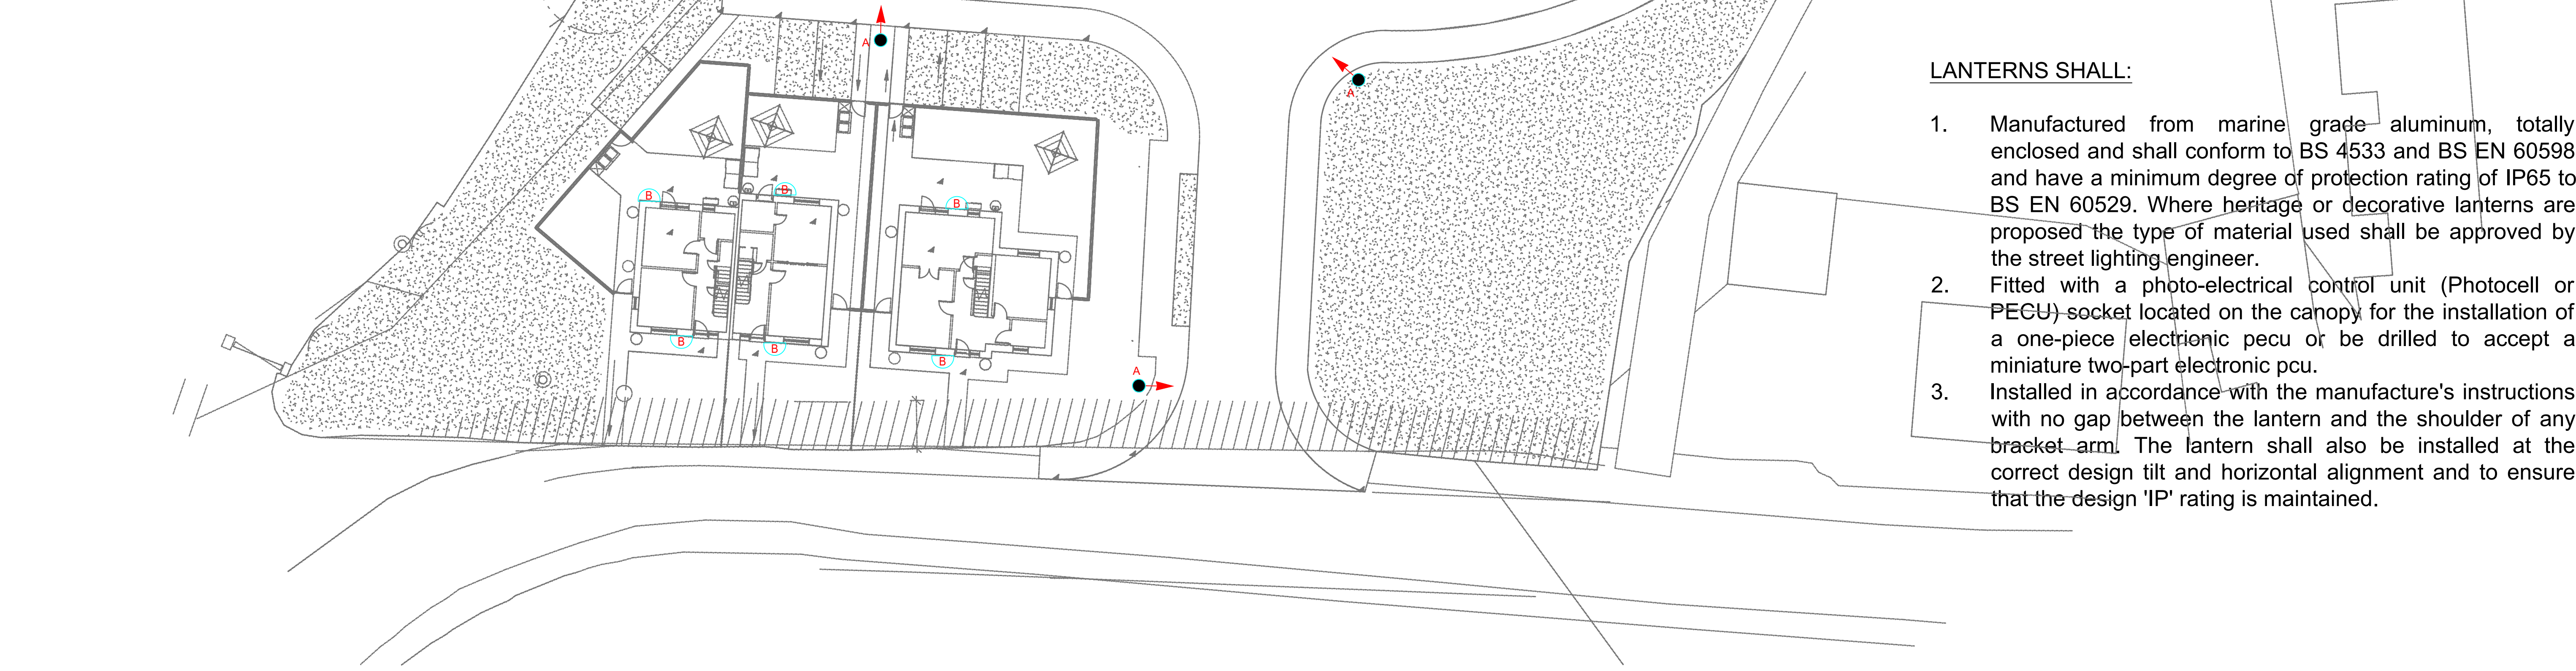 A
A
LANTERNS SHALL:
1. Manufactured from marine grade aluminum, totally
enclosed and shall conform to BS 4533 and BS EN 60598
and have a minimum degree of protection rating of IP65 to
BS EN 60529. Where heritage or decorative lanterns are
proposed the type of material used shall be approved by
the street lighting engineer.
2. Fitted with a photo-electrical control unit (Photocell or
PECU) socket located on the canopy for the installation of
a one-piece electronic pecu or be drilled to accept a
miniature two-part electronic pcu.
3. Installed in accordance with the manufacture's instructions
with no gap between the lantern and the shoulder of any
bracket arm. The lantern shall also be installed at the
correct design tilt and horizontal alignment and to ensure
that the design 'IP' rating is maintained.
B
B
B
B
B
B
A